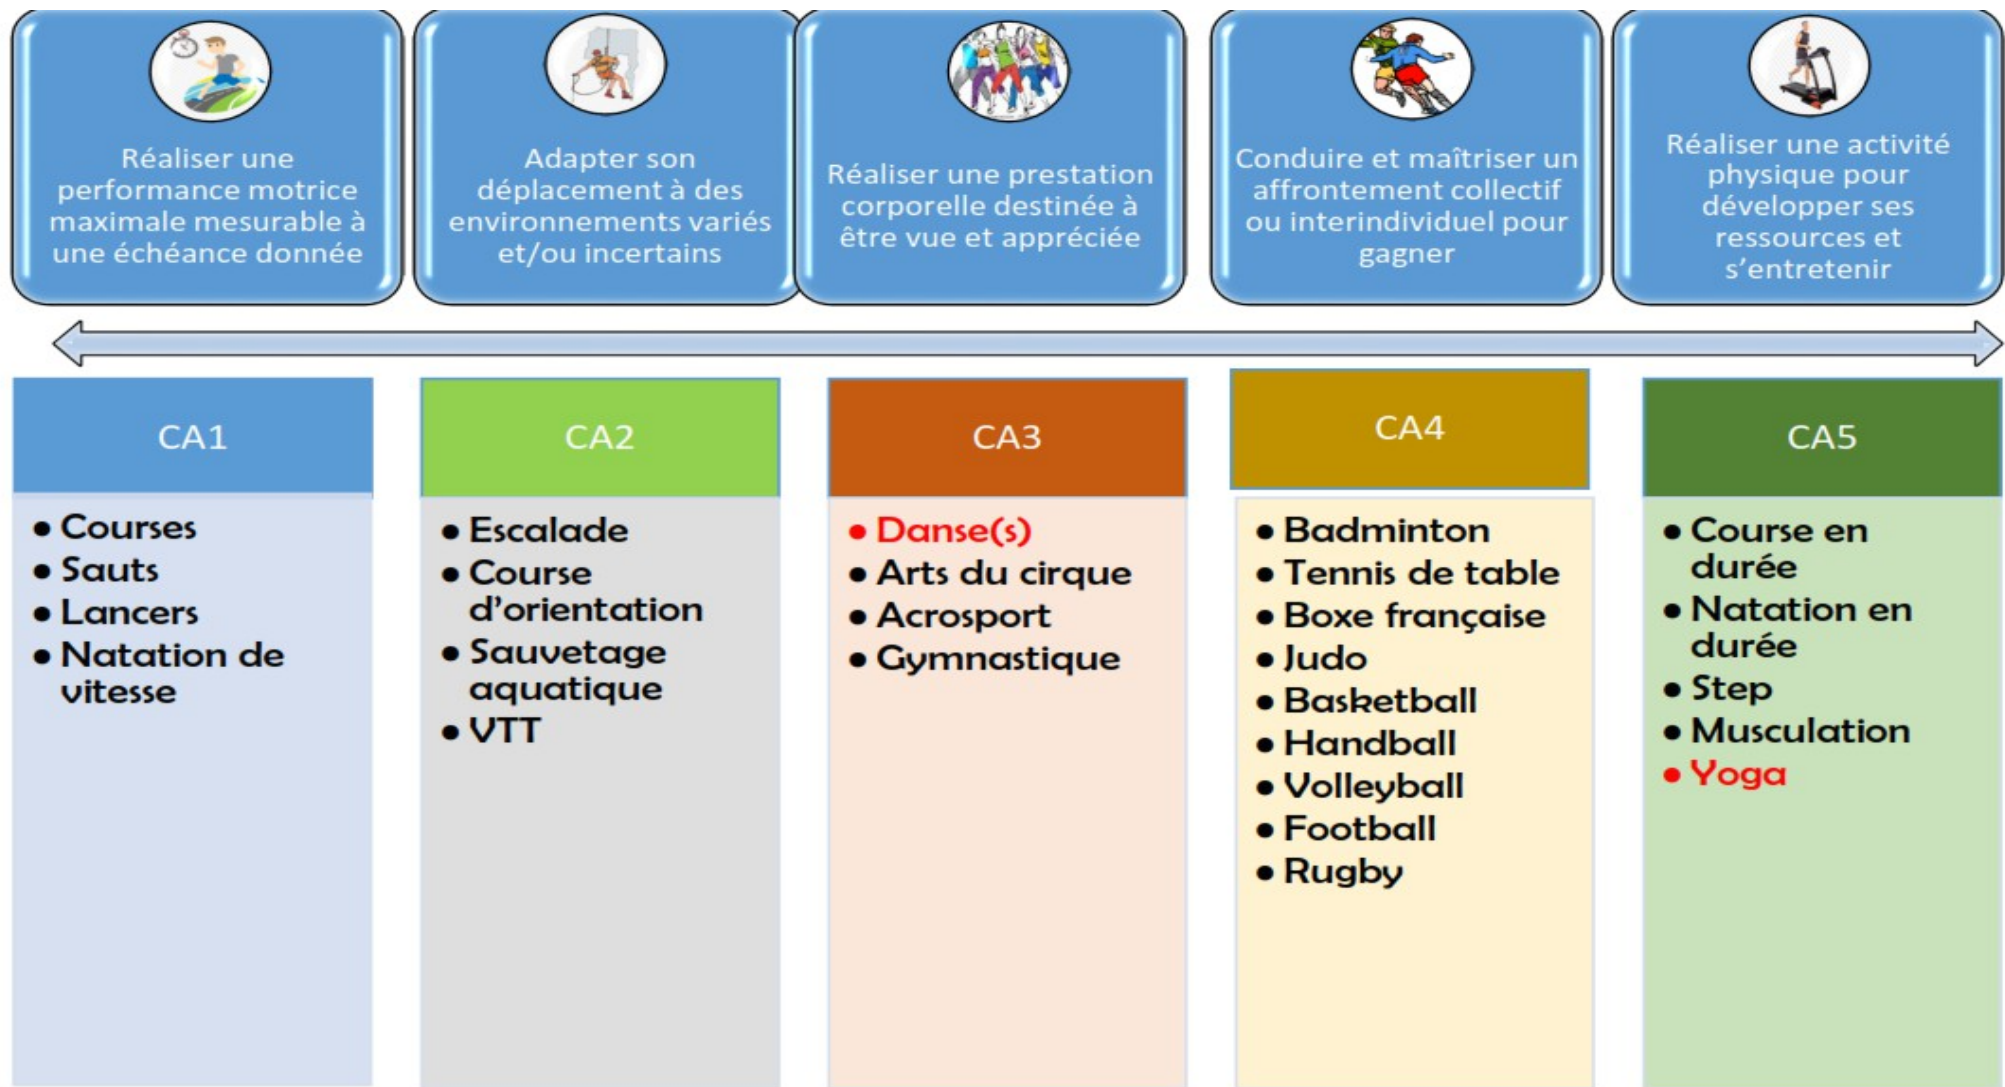 Réaliser une
performance motrice
maximale mesurable à
une échéance donnée
Adapter son
déplacement à des
environnements variés
et/ou incertains
Réaliser une prestation
corporelle destinée à
être vue et appréciée
Conduire et maîtriser un
affrontement collectif
ou interindividuel pour
gagner
Réaliser une activité
physique pour
développer ses
ressources et
s’entretenir
CA1
• Courses
• Sauts
• Lancers
• Natation de
vitesse
CA2
• Escalade
• Course
d’orientation
• Sauvetage
aquatique
• VTT
CA3
• Danse(s)
• Arts du cirque
• Acrosport
• Gymnastique
CA4
• Badminton
• Tennis de table
• Boxe française
• Judo
• Basketball
• Handball
• Volleyball
• Football
• Rugby
CA5
• Course en
durée
• Natation en
durée
• Step
• Musculation
• Yoga